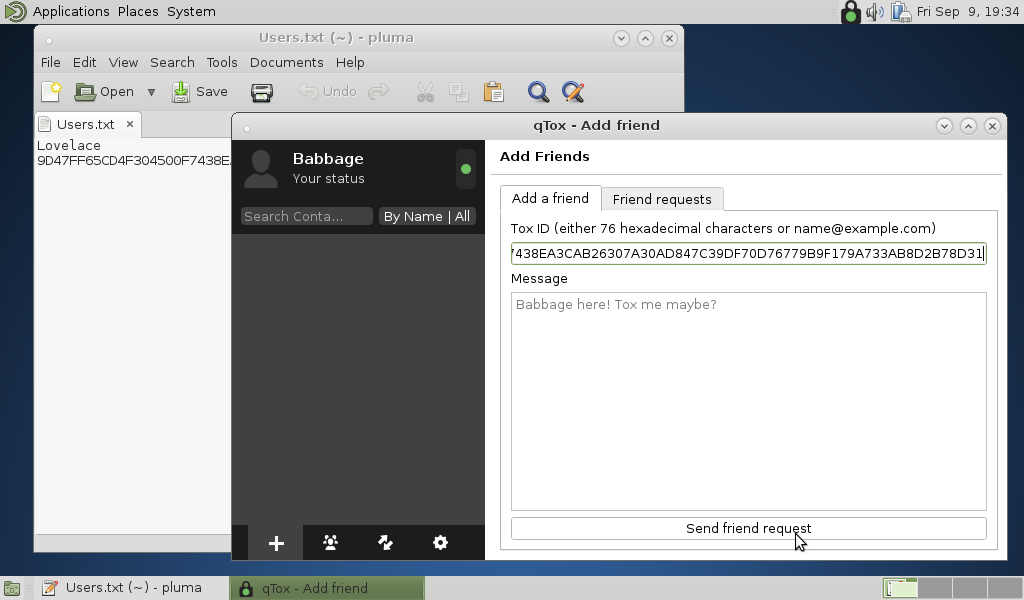 Applications Places System
Fri Sep 9, 19:34
Users.txt (~) - pluma
File Edit View Search Tools Documents Help
Open Save Undo
Users.txt
Lovelace
9D47FF65CD4F304500F7438E
qTox - Add friend
Babbage
Your status
Search Conta...
By Name | All
Add Friends
Add a friend
Friend requests
Tox ID (either 76 hexadecimal characters or name@example.com)
7438EA3CAB26307A30AD847C39DF70D76779B9F179A733AB8D2B78D31
Message
Babbage here! Tox me maybe?
Send friend request
Users.txt (~) - pluma
qTox - Add friend